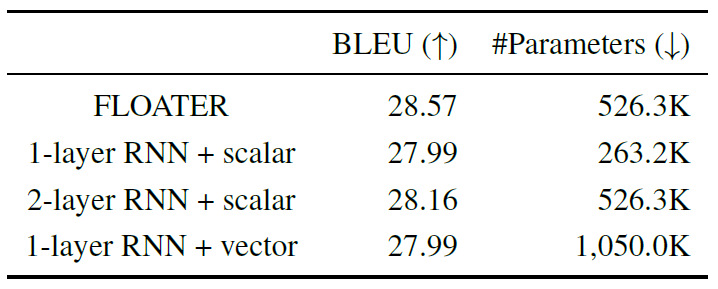 BLEU (↑) #Parameters (↓)
FLOATER 28.57 526.3K
1-layer RNN + scalar 27.99 263.2K
2-layer RNN + scalar 28.16 526.3K
1-layer RNN + vector 27.99 1,050.0K